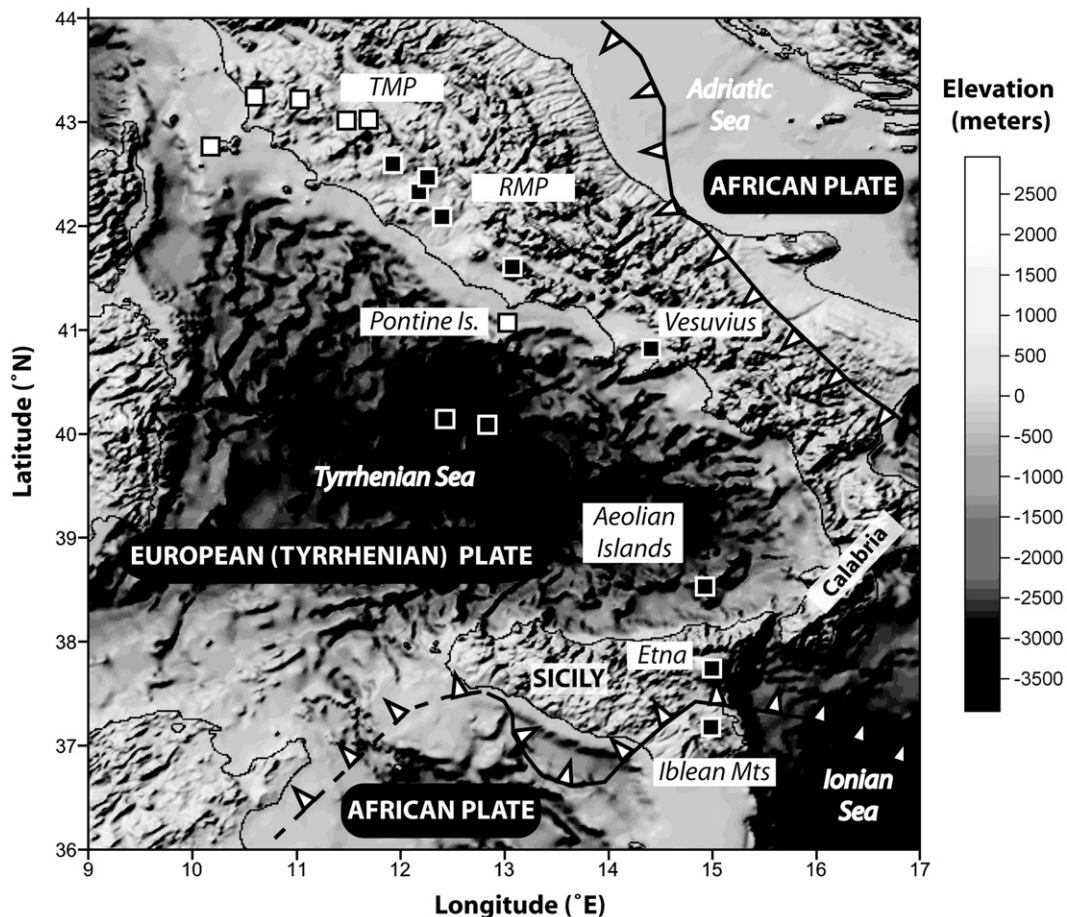 44
43
42
41
40
39
38
37
36
Latitude (˚N)
9
10
11
12
13
14
15
16
17
Longitude (˚E)
TMP
RMP
Adriatic
Sea
AFRICAN PLATE
Pontine Is.
Vesuvius
Tyrrhenian Sea
Aeolian
Islands
EUROPEAN (TYRRHENIAN) PLATE
Calabria
Etna
SICILY
Iblean Mts
Ionian
Sea
AFRICAN PLATE
Elevation
(meters)
2500
2000
1500
1000
500
0
-500
-1000
-1500
-2000
-2500
-3000
-3500